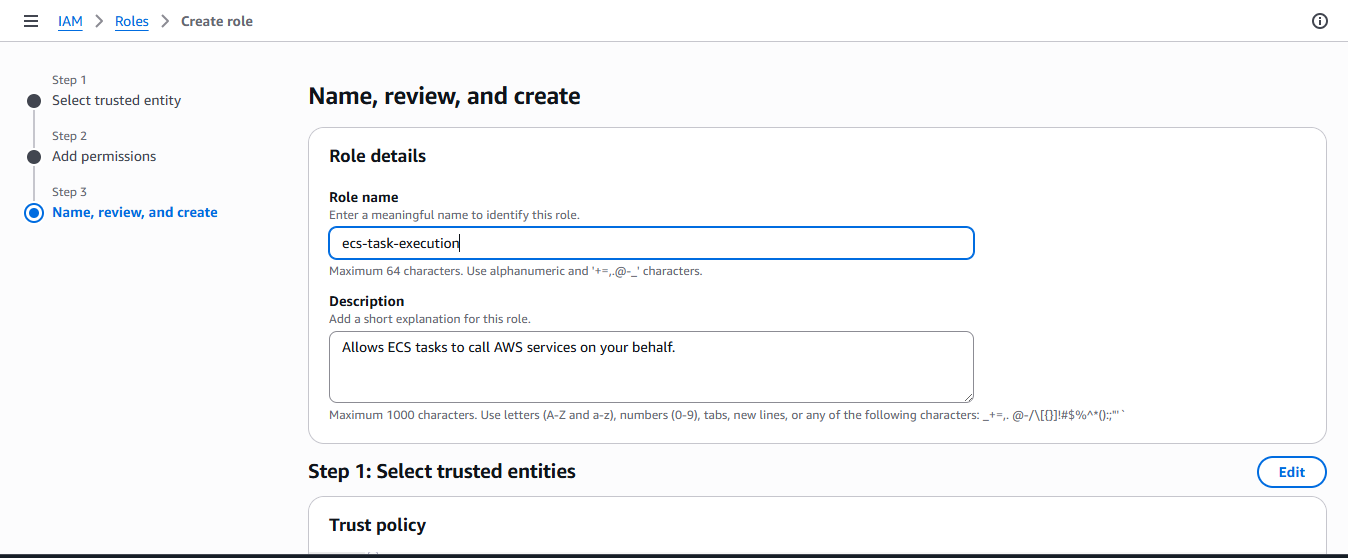 IAM > Roles > Create role
Step 1
Select trusted entity
Step 2
Add permissions
Step 3
Name, review, and create
Name, review, and create
Role details
Role name
Enter a meaningful name to identify this role.
ecs-task-execution
Maximum 64 characters. Use alphanumeric and '+=,.@-_' characters.
Description
Add a short explanation for this role.
Allows ECS tasks to call AWS services on your behalf.
Maximum 1000 characters. Use letters (A-Z and a-z), numbers (0-9), tabs, new lines, or any of the following characters: _+=,. @-/\[{}]!#$%^*();:"'`
Step 1: Select trusted entities
Edit
Trust policy